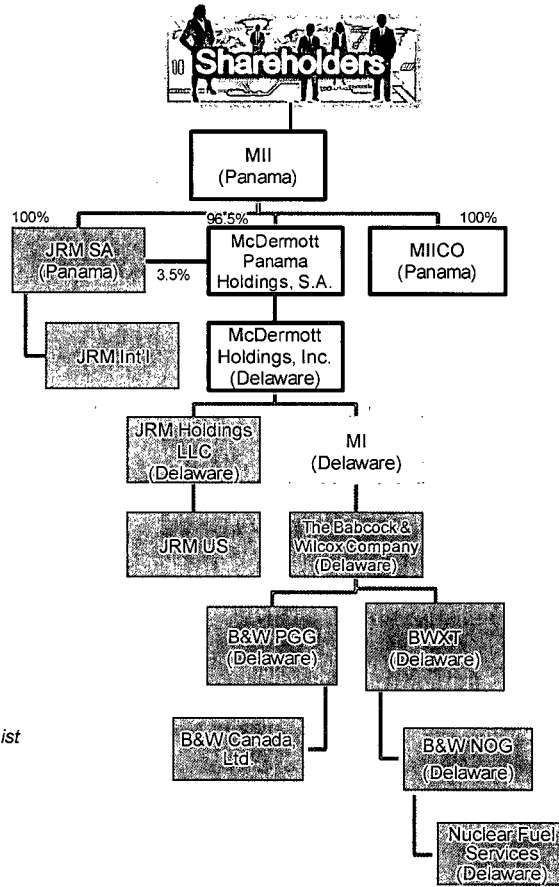 Shareholders
MII
(Panama)
100%
96.5%
100%
JRM SA
(Panama)
3.5%
McDermott
Panama
Holdings, S.A.
MIICO
(Panama)
JRM Int'l
McDermott
Holdings, Inc.
(Delaware)
JRM Holdings
LLC
(Delaware)
MI
(Delaware)
JRM US
The Babcock &
Wilcox Company
(Delaware)
B&W PGG
(Delaware)
BWXT
(Delaware)
ist
B&W Canada
Ltd.
B&W NOG
(Delaware)
Nuclear Fuel
Services
(Delaware)